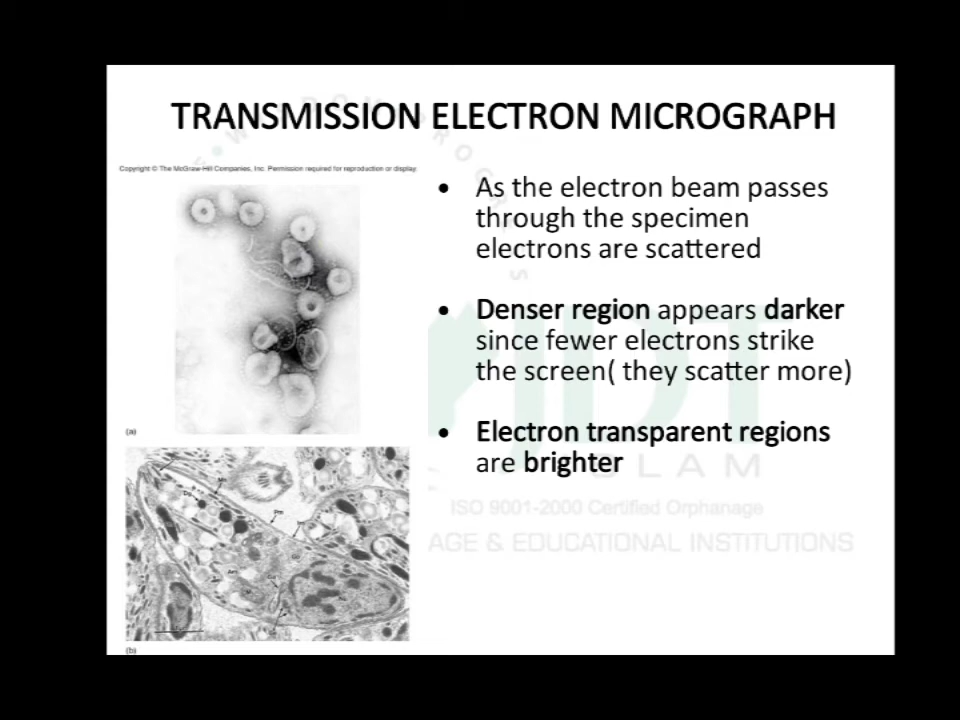 TRANSMISSION ELECTRON MICROGRAPH
Copyright © The McGraw-Hill Companies, Inc. Permission required for reproduction or display.
• As the electron beam passes
through the specimen
electrons are scattered
• Denser region appears darker
since fewer electrons strike
the screen( they scatter more)
• Electron transparent regions
are brighter
(a)
(b)
JDT
ISLAM
ISO 9001-2000 Certified Orphanage
AGE & EDUCATIONAL INSTITUTIONS